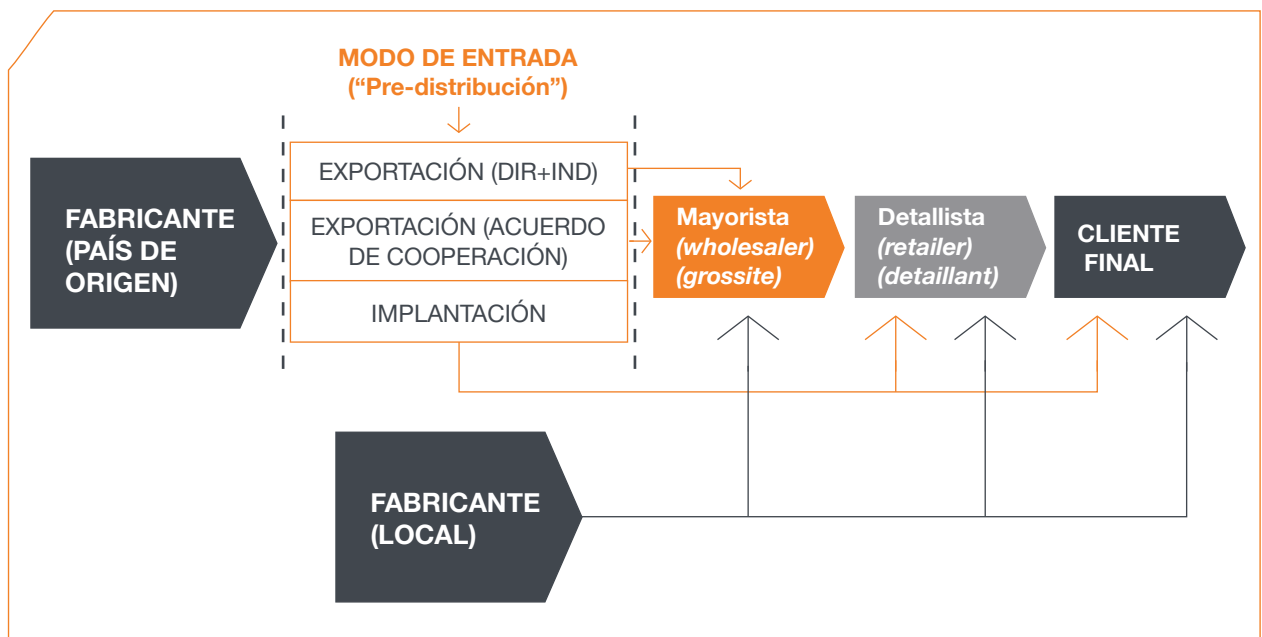 MODO DE ENTRADA
(“Pre-distribución”)
FABRICANTE
(PAÍS DE
ORIGEN)
EXPORTACIÓN (DIR+IND)
EXPORTACIÓN (ACUERDO
DE COOPERACIÓN)
IMPLANTACIÓN
Mayorista
(wholesaler)
(grossite)
Detallista
(retailer)
(detaillant)
CLIENTE
FINAL
FABRICANTE
(LOCAL)